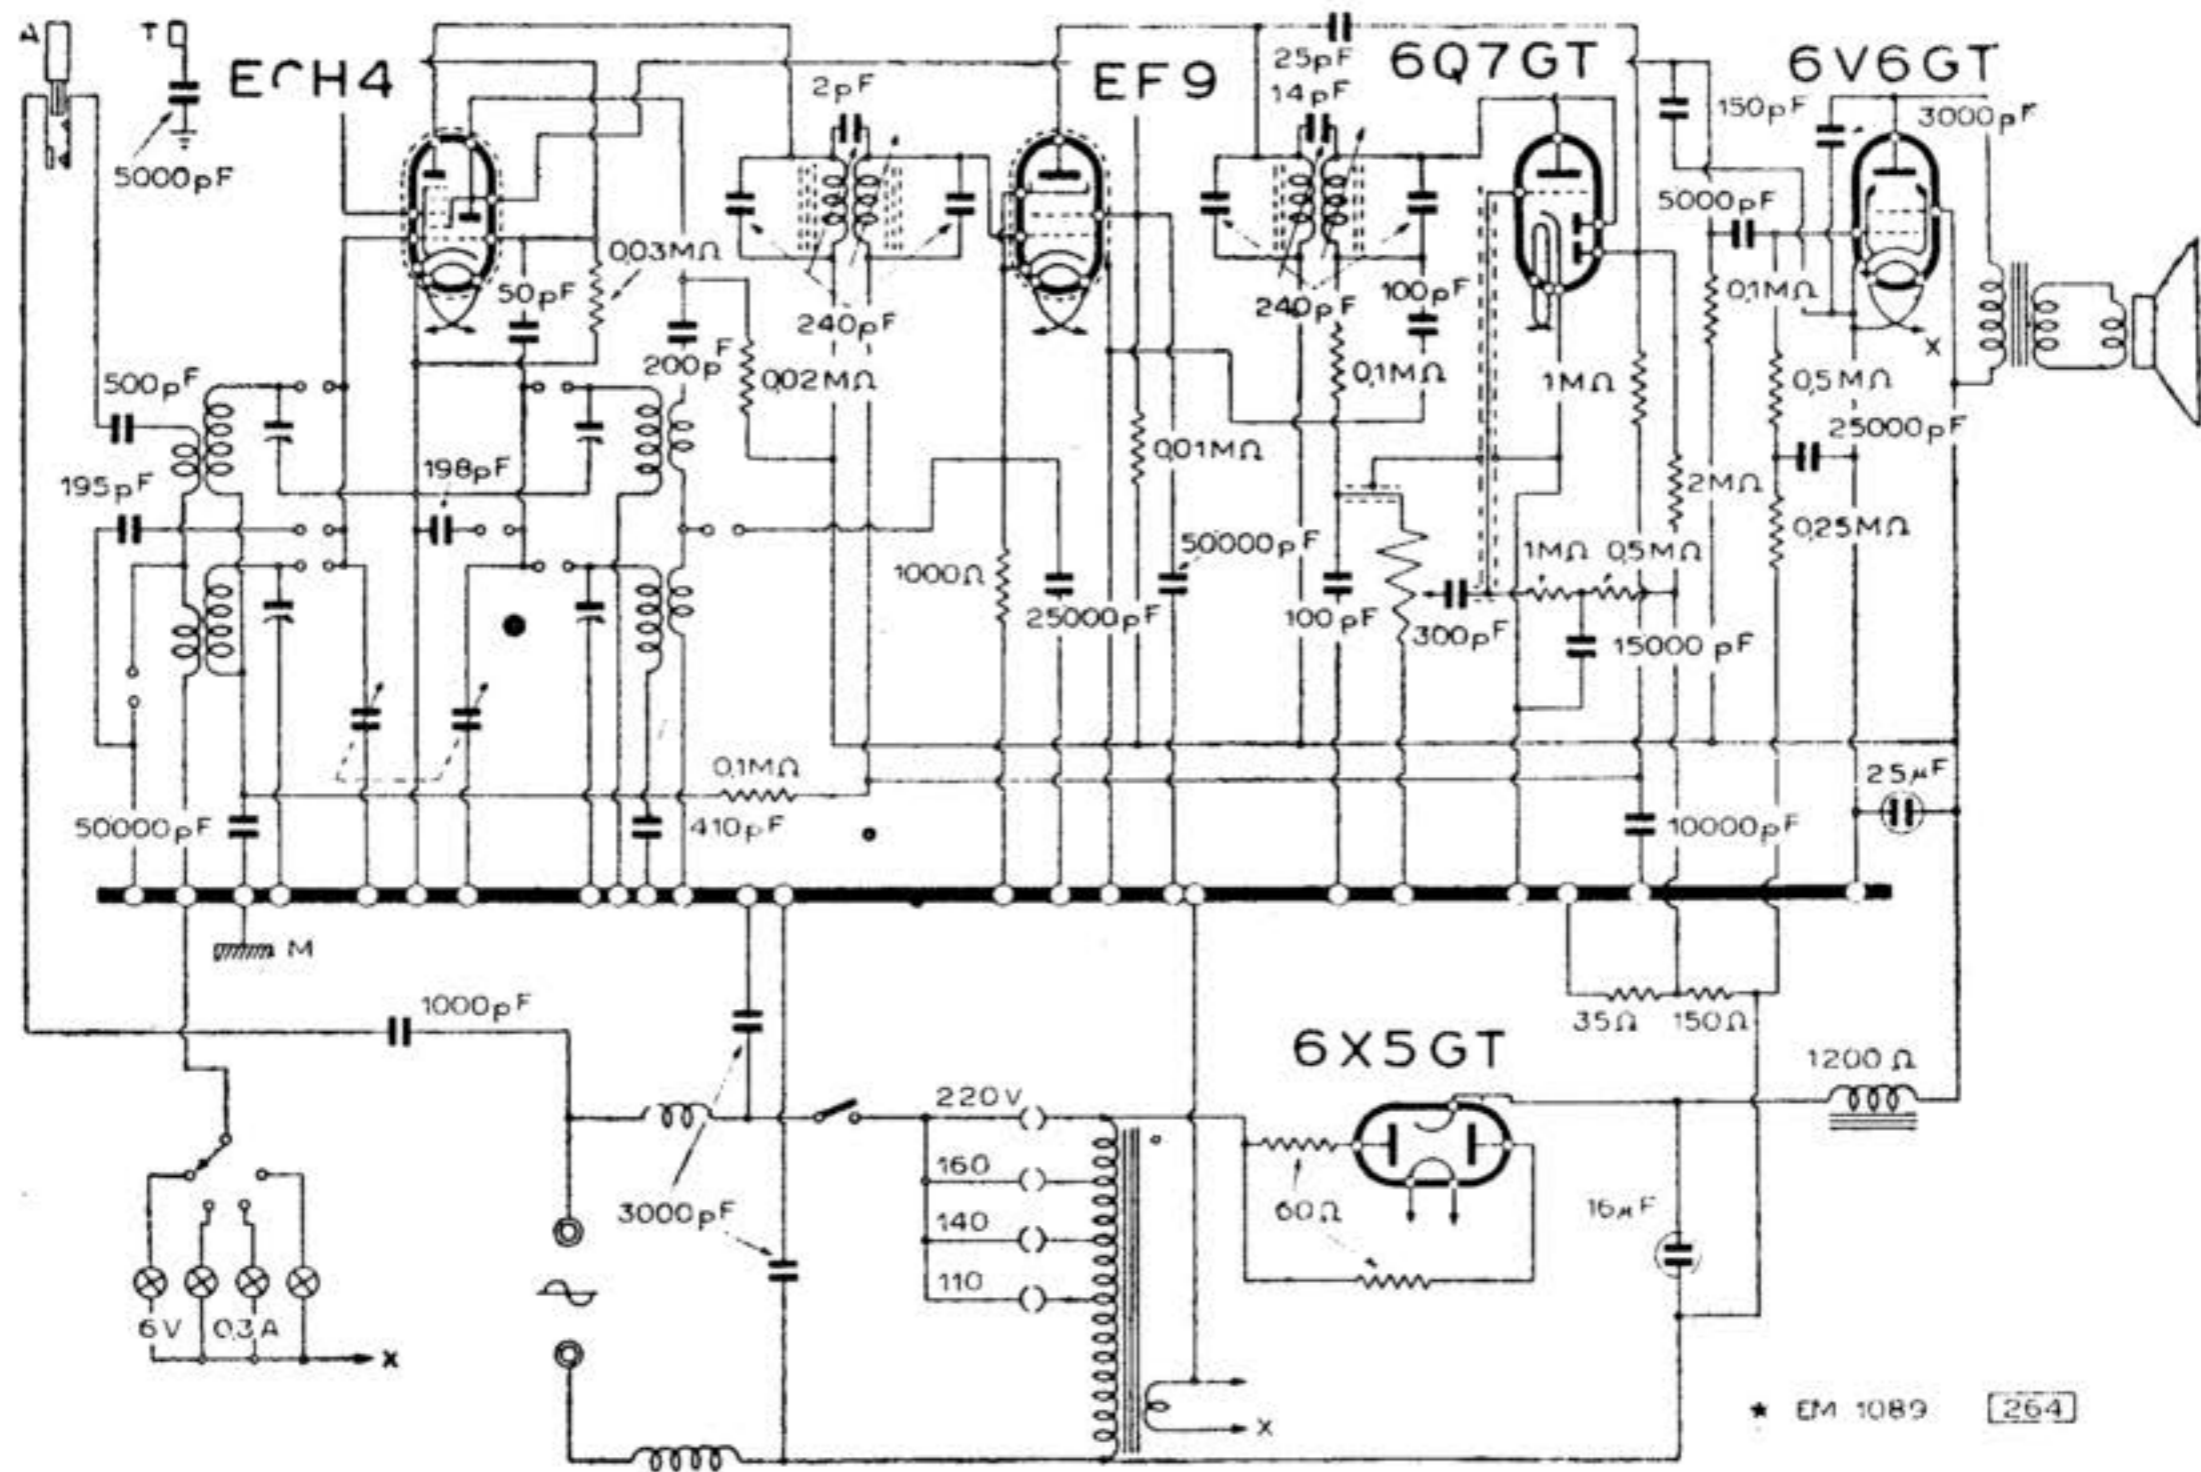 A
T
ECH4
EF9
6Q7GT
6V6GT
25pF
14pF
2pF
150pF
3000pF
5000pF
5000pF
0,03MΩ
50pF
240pF
240pF
100pF
0,1MΩ
X
500pF
200pF
0,02MΩ
0,1MΩ
1MΩ
0,5MΩ
25000pF
195pF
198pF
0,01MΩ
2MΩ
0,25MΩ
50000pF
1MΩ
0,5MΩ
1000Ω
25000pF
100pF
300pF
15000pF
0,1MΩ
25µF
50000pF
410pF
10000pF
M
1000pF
35Ω
150Ω
6X5GT
1200Ω
220V
160
140
110
3000pF
60Ω
16µF
6V
0,3A
X
X
★ EM 1089
264